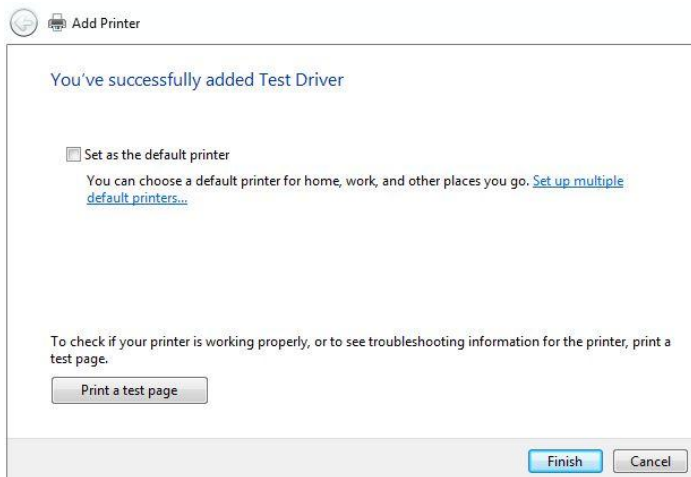 Add Printer
You've successfully added Test Driver
Set as the default printer
You can choose a default printer for home, work, and other places you go. Set up multiple
default printers...
To check if your printer is working properly, or to see troubleshooting information for the printer, print a
test page.
Print a test page
Finish Cancel